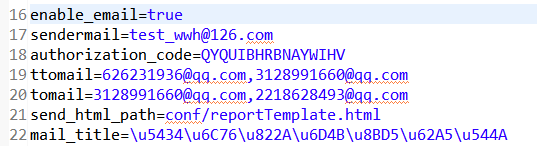 16 enable_email=true
17 sendermail=test_wwh@126.com
18 authorization_code=QYQUIBHRBNAYWIHV
19 ttomail=626231936@qq.com,3128991660@qq.com
20 tomail=3128991660@qq.com,2218628493@qq.com
21 send_html_path=conf/reportTemplate.html
22 mail_title=\u5434\u6C76\u822A\u6D4B\u8BD5\u62A5\u544A